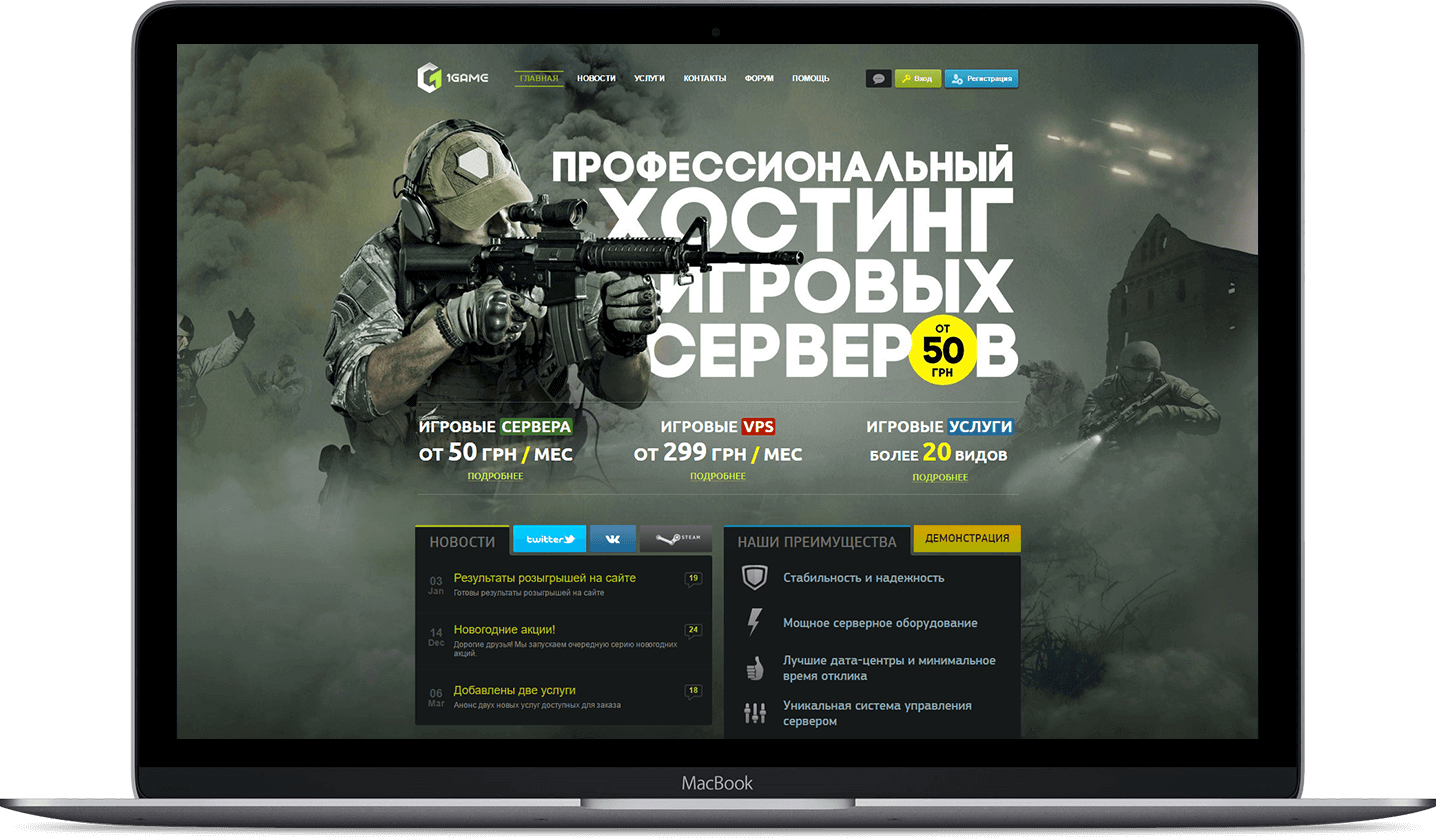 1GAME
ГЛАВНАЯ НОВОСТИ УСЛУГИ КОНТАКТЫ ФОРУМ ПОМОЩЬ
Вход Регистрация
ПРОФЕССИОНАЛЬНЫЙ
ХОСТИНГ
ИГРОВЫХ
СЕРВЕРОВ
ОТ
50
ГРН
ИГРОВЫЕ СЕРВЕРА
ОТ 50 ГРН / МЕС
ПОДРОБНЕЕ
ИГРОВЫЕ VPS
ОТ 299 ГРН / МЕС
ПОДРОБНЕЕ
ИГРОВЫЕ УСЛУГИ
БОЛЕЕ 20 ВИДОВ
ПОДРОБНЕЕ
НОВОСТИ twitter VK STEAM
03 Jan
Результаты розыгрышей на сайте 19
Готовы результаты розыгрышей на сайте
14 Dec
Новогодние акции! 24
Дорогие друзья! Мы запускаем очередную серию новогодних
акций.
06 Mar
Добавлены две услуги 18
Анонс двух новых услуг доступных для заказа
НАШИ ПРЕИМУЩЕСТВА ДЕМОНСТРАЦИЯ
Стабильность и надежность
Мощное серверное оборудование
Лучшие дата-центры и минимальное
время отклика
Уникальная система управления
сервером
MacBook